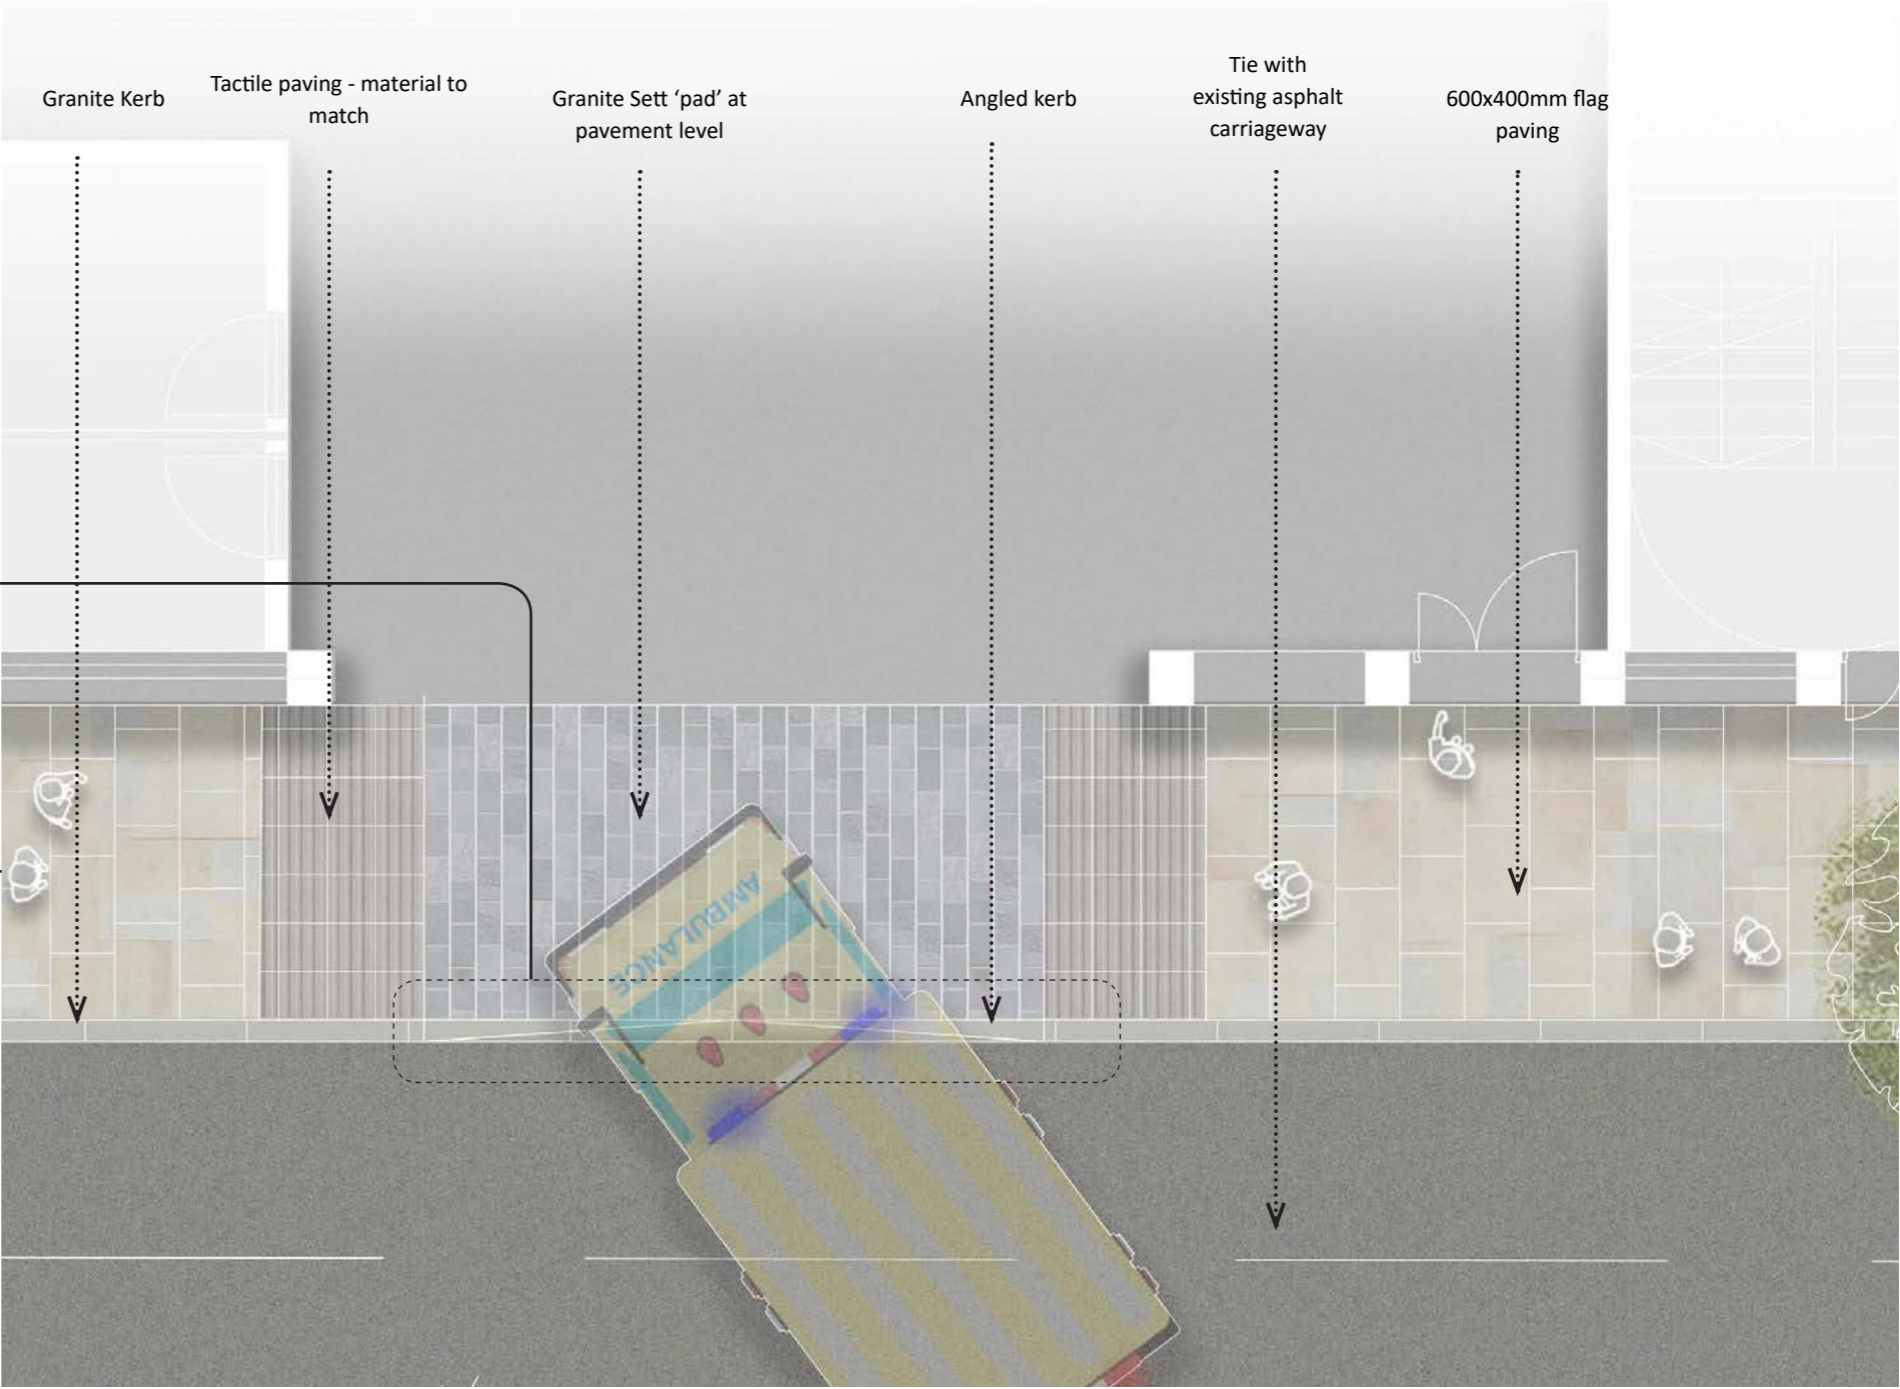 Granite Kerb
Tactile paving - material to
match
Granite Sett ‘pad’ at
pavement level
Angled kerb
Tie with
existing asphalt
carriageway
600x400mm flag
paving
AMBULANCE